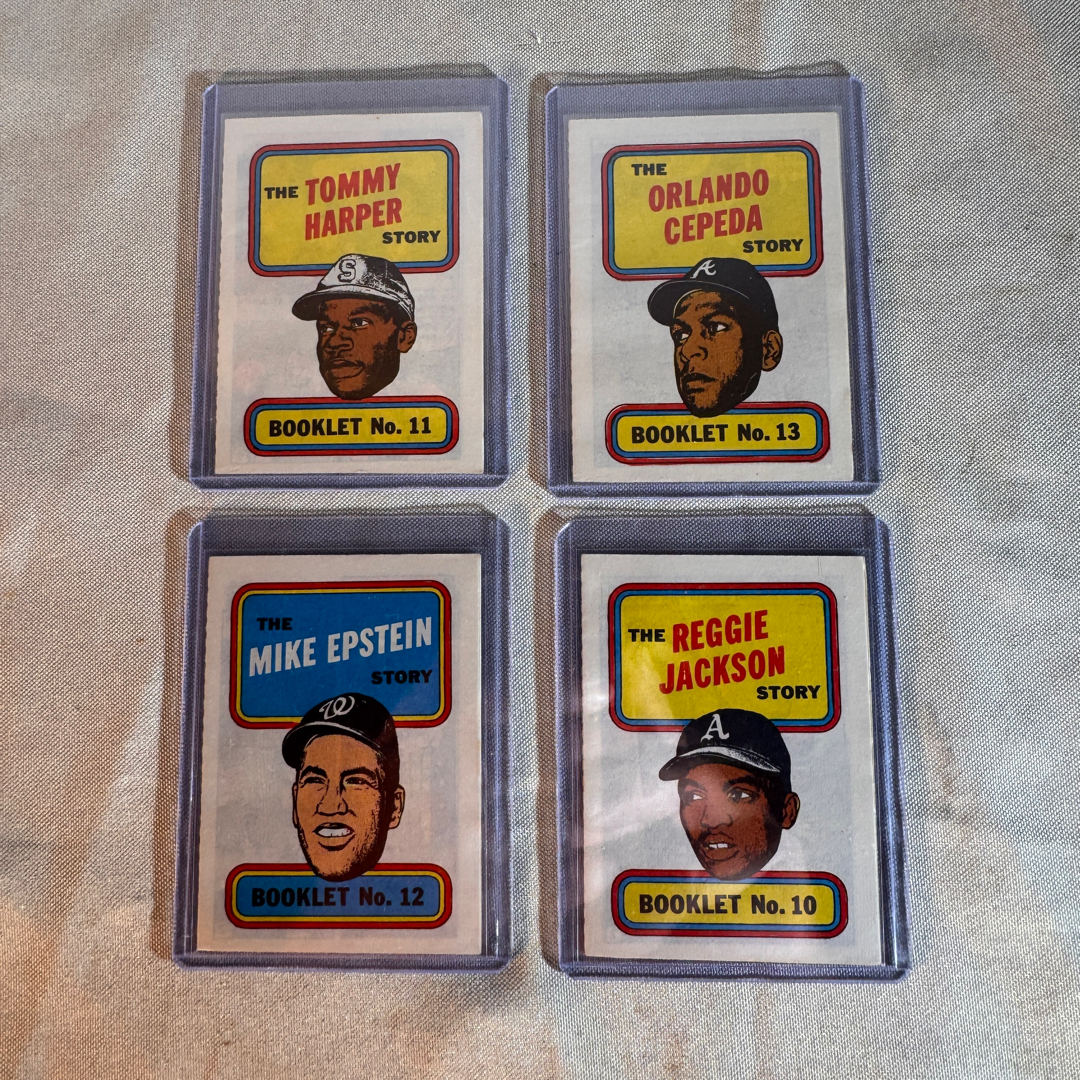 THE TOMMY
HARPER
STORY
S
BOOKLET No. 11
THE
ORLANDO
CEPEDA
STORY
A
BOOKLET No. 13
THE
MIKE EPSTEIN
STORY
W
BOOKLET No. 12
THE REGGIE
JACKSON
STORY
A
BOOKLET No. 10